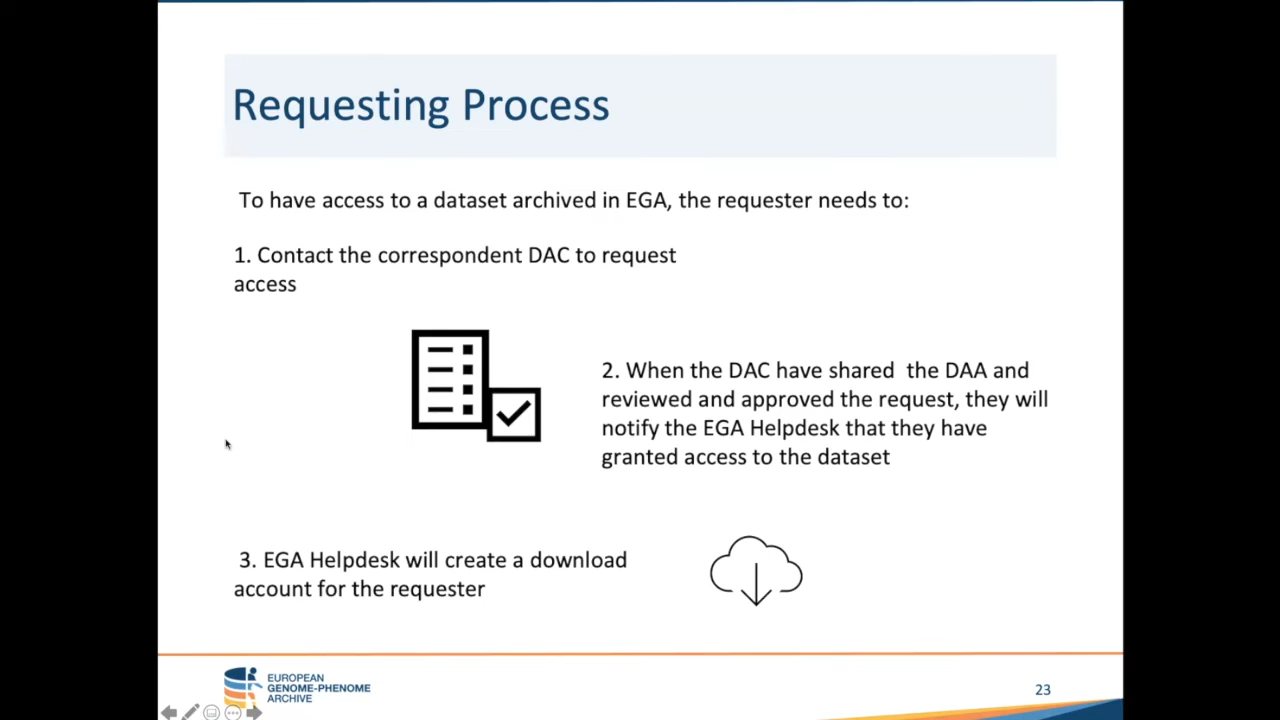 Requesting Process
To have access to a dataset archived in EGA, the requester needs to:
1. Contact the correspondent DAC to request
access
2. When the DAC have shared the DAA and
reviewed and approved the request, they will
notify the EGA Helpdesk that they have
granted access to the dataset
3. EGA Helpdesk will create a download
account for the requester
EUROPEAN
GENOME-PHENOME
ARCHIVE
23